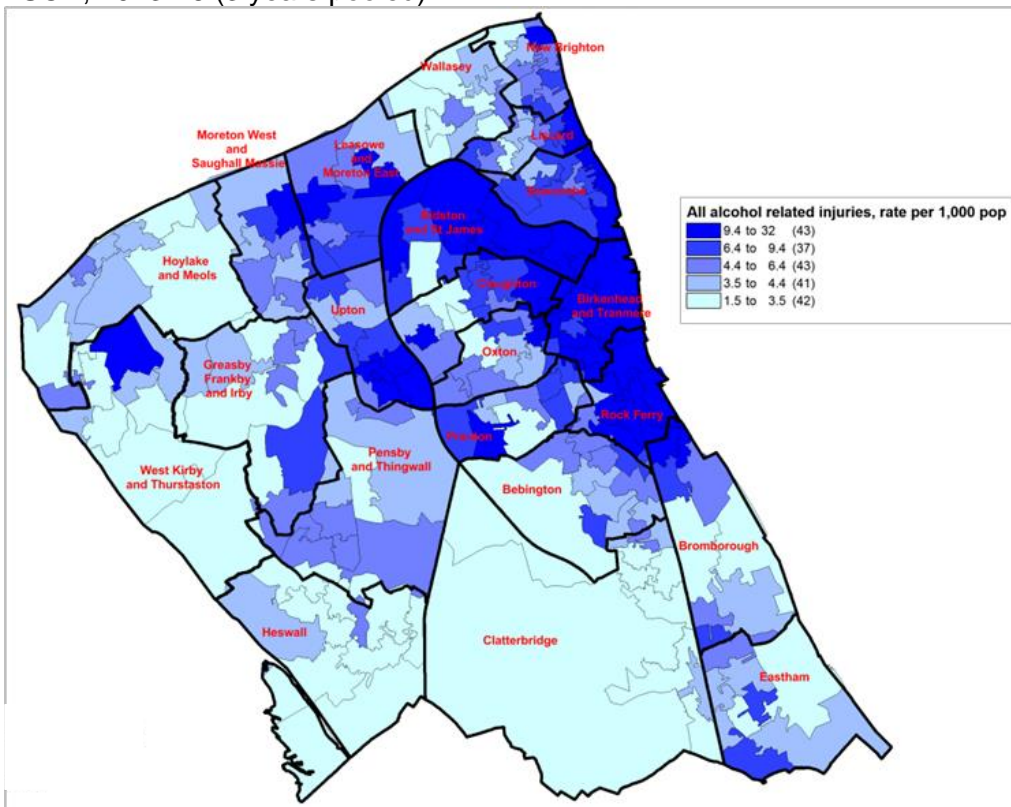 years pooled)
New Brighton
Wallasey
Moreton West
and
Saughall Massie
Leasowe
and
Moreton East
Liscard
All alcohol related injuries, rate per 1,000 pop
9.4 to 32 (43)
6.4 to 9.4 (37)
4.4 to 6.4 (43)
3.5 to 4.4 (41)
1.5 to 3.5 (42)
Bidston
and St James
Hoylake
and Meols
Claughton
Birkenhead
and Tranmere
Upton
Oxton
Greasby
Frankby
and Irby
Rock Ferry
Prenton
Pensby
and Thingwall
West Kirby
and Thurstaston
Bebington
Bromborough
Heswall
Clatterbridge
Eastham